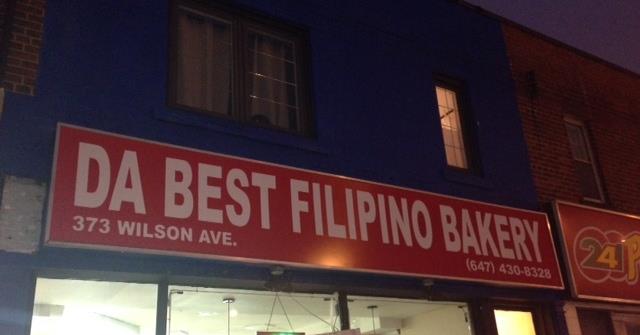 DA BEST FILIPINO BAKERY
373 WILSON AVE.
(647) 430-8328
24